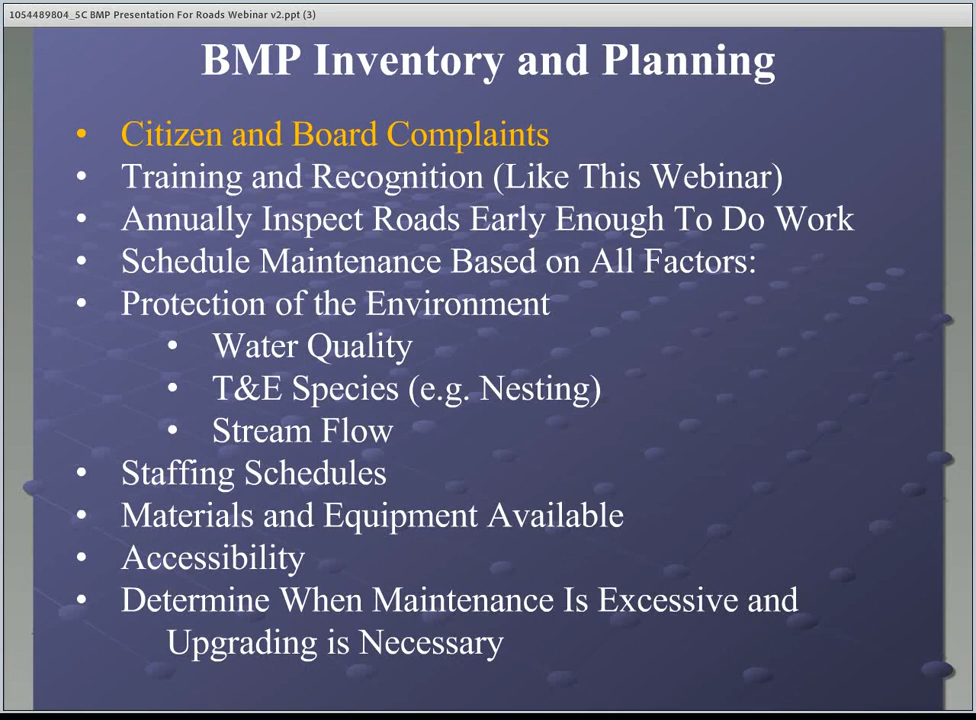 1054489804_5C BMP Presentation For Roads Webinar v2.ppt (3)
BMP Inventory and Planning
• Citizen and Board Complaints
• Training and Recognition (Like This Webinar)
• Annually Inspect Roads Early Enough To Do Work
• Schedule Maintenance Based on All Factors:
• Protection of the Environment
• Water Quality
• T&E Species (e.g. Nesting)
• Stream Flow
• Staffing Schedules
• Materials and Equipment Available
• Accessibility
• Determine When Maintenance Is Excessive and
Upgrading is Necessary